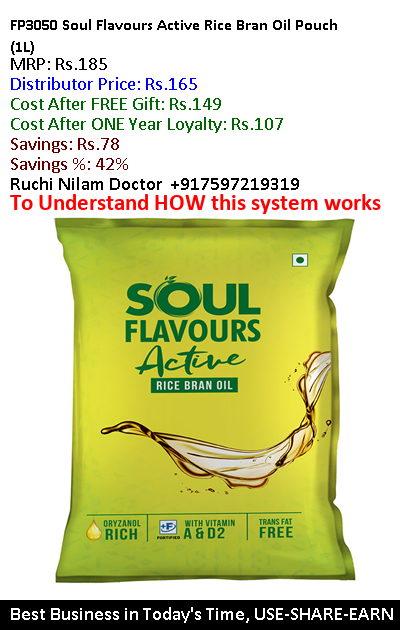 FP3050 Soul Flavours Active Rice Bran Oil Pouch
(1L)
MRP: Rs.185
Distributor Price: Rs.165
Cost After FREE Gift: Rs.149
Cost After ONE Year Loyalty: Rs.107
Savings: Rs.78
Savings %: 42%
Ruchi Nilam Doctor +917597219319
To Understand HOW this system works
SOUL
FLAVOURS
Active
RICE BRAN OIL
ORYZANOL
RICH
+F
FORTIFIED
WITH VITAMIN
A & D2
TRANS FAT
FREE
Best Business in Today's Time, USE-SHARE-EARN